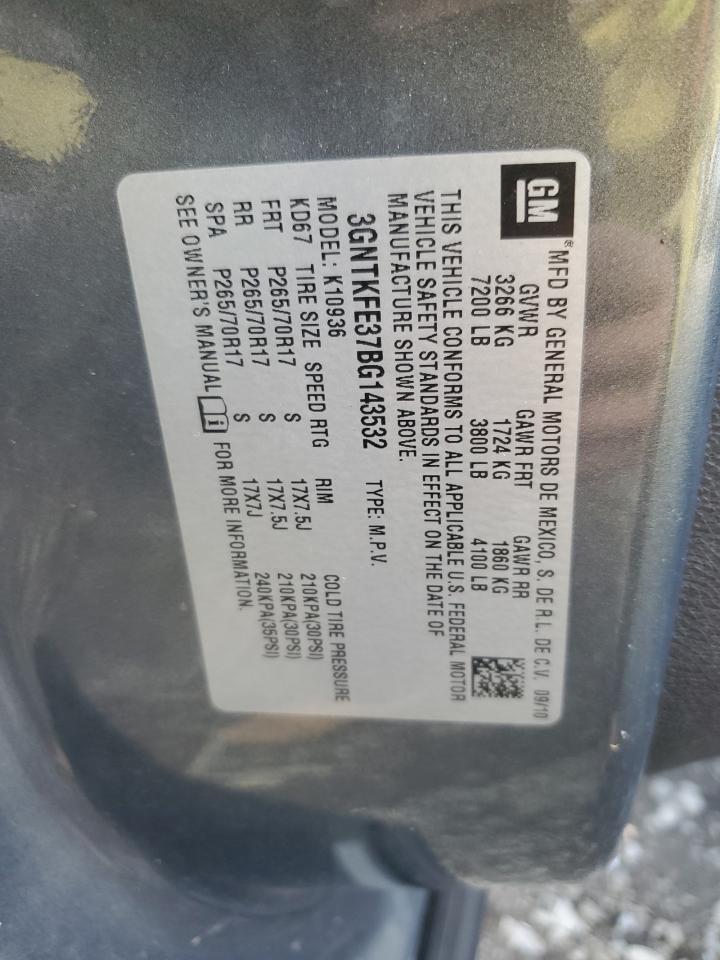 GM ® MFD BY GENERAL MOTORS DE MEXICO, S. DE R.L. DE C.V. 09/10
GVWR GAWR FRT GAWR RR
3266 KG 1724 KG 1860 KG
7200 LB 3800 LB 4100 LB
THIS VEHICLE CONFORMS TO ALL APPLICABLE U.S. FEDERAL MOTOR
VEHICLE SAFETY STANDARDS IN EFFECT ON THE DATE OF
MANUFACTURE SHOWN ABOVE.
3GNTKFE37BG143532 TYPE: M.P.V.
MODEL: K10936
KD67 TIRE SIZE SPEED RTG RIM COLD TIRE PRESSURE
FRT P265/70R17 S 17X7.5J 210KPA(30PSI)
RR P265/70R17 S 17X7.5J 210KPA(30PSI)
SPA P265/70R17 S 17X7J 240KPA(35PSI)
SEE OWNER'S MANUAL i FOR MORE INFORMATION.